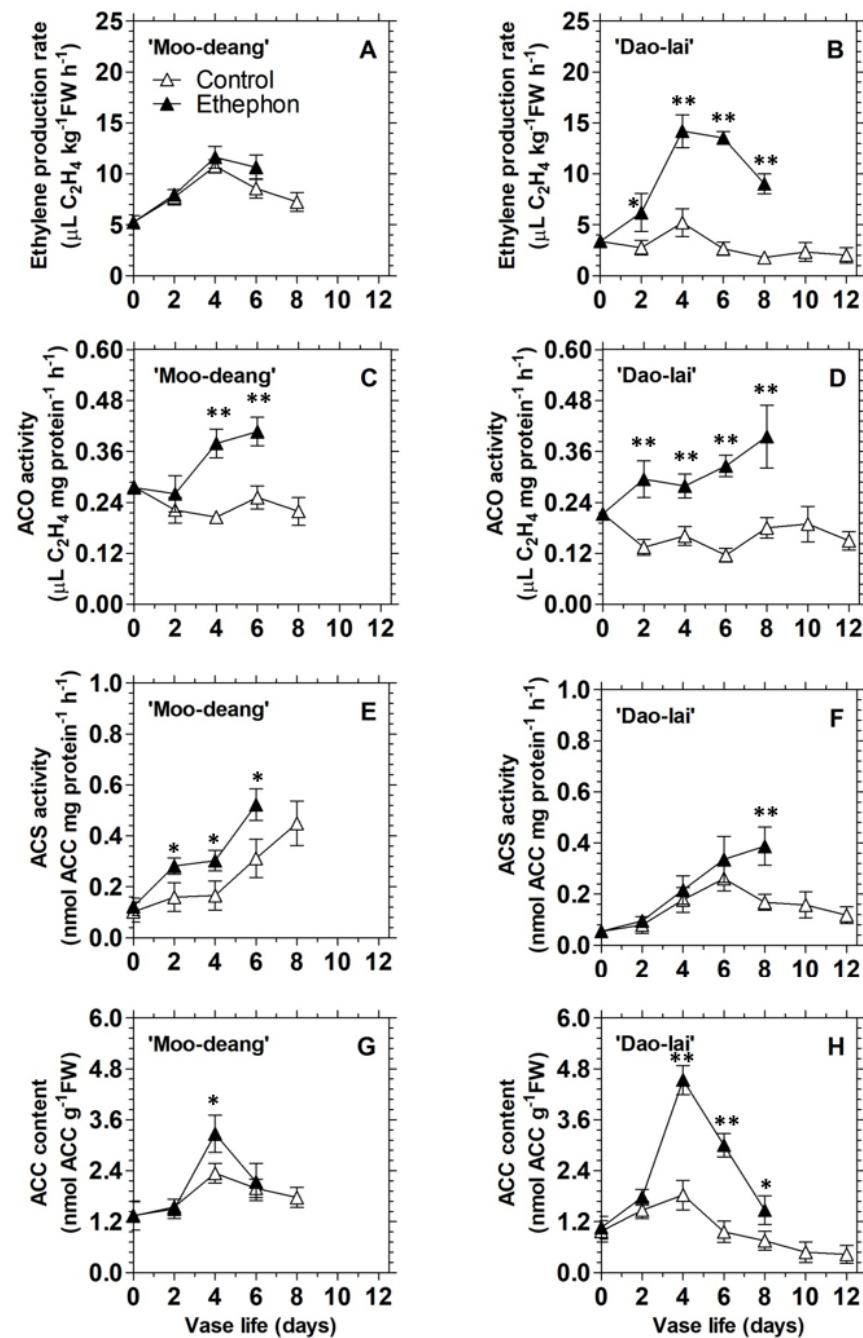 'Moo-deang' A
Control
Ethephon
Ethylene production rate
(μL C₂H₄ kg⁻¹FW h⁻¹)
25
20
15
10
5
0
0 2 4 6 8 10 12
'Dao-lai' B
Ethylene production rate
(μL C₂H₄ kg⁻¹FW h⁻¹)
25
20
15
10
5
0
* ** ** **
0 2 4 6 8 10 12
'Moo-deang' C
ACO activity
(μL C₂H₄ mg protein⁻¹ h⁻¹)
0.60
0.48
0.36
0.24
0.12
0.00
** **
0 2 4 6 8 10 12
'Dao-lai' D
ACO activity
(μL C₂H₄ mg protein⁻¹ h⁻¹)
0.60
0.48
0.36
0.24
0.12
0.00
** ** ** **
0 2 4 6 8 10 12
'Moo-deang' E
ACS activity
(nmol ACC mg protein⁻¹ h⁻¹)
1.0
0.8
0.6
0.4
0.2
0.0
* * *
0 2 4 6 8 10 12
'Dao-lai' F
ACS activity
(nmol ACC mg protein⁻¹ h⁻¹)
1.0
0.8
0.6
0.4
0.2
0.0
**
0 2 4 6 8 10 12
'Moo-deang' G
ACC content
(nmol ACC g⁻¹FW)
6.0
4.8
3.6
2.4
1.2
0.0
*
0 2 4 6 8 10 12
Vase life (days)
'Dao-lai' H
ACC content
(nmol ACC g⁻¹FW)
6.0
4.8
3.6
2.4
1.2
0.0
** ** *
0 2 4 6 8 10 12
Vase life (days)